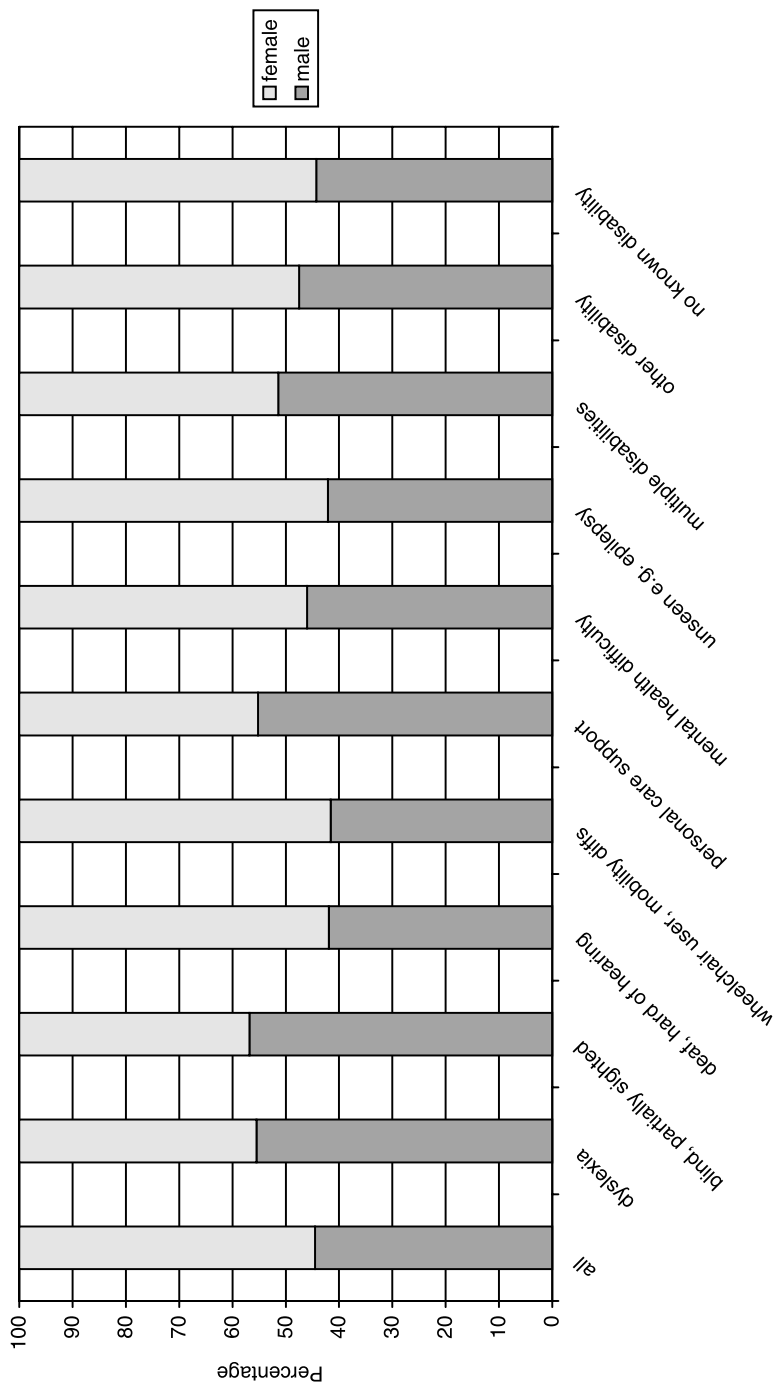 female
male
100
90
80
70
60
50
40
30
20
10
0
Percentage
all
dyslexia
blind, partially sighted
deaf, hard of hearing
wheelchair user, mobility diffs
personal care support
mental health difficulty
unseen e.g. epilepsy
multiple disabilities
other disability
no known disability